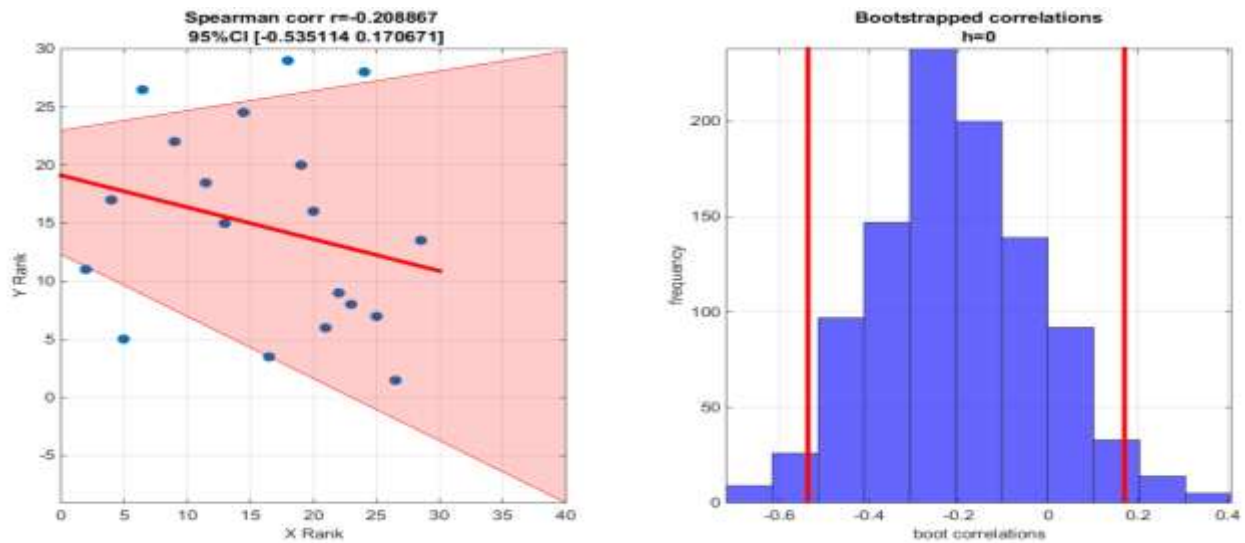 Spearman corr r=-0.208867
95%CI [-0.535114 0.170671]
30
25
20
15
10
5
0
-5
Y Rank
0 5 10 15 20 25 30 35 40
X Rank
Bootstrapped correlations
h=0
200
150
100
50
0
frequency
-0.6 -0.4 -0.2 0 0.2 0.4
boot correlations